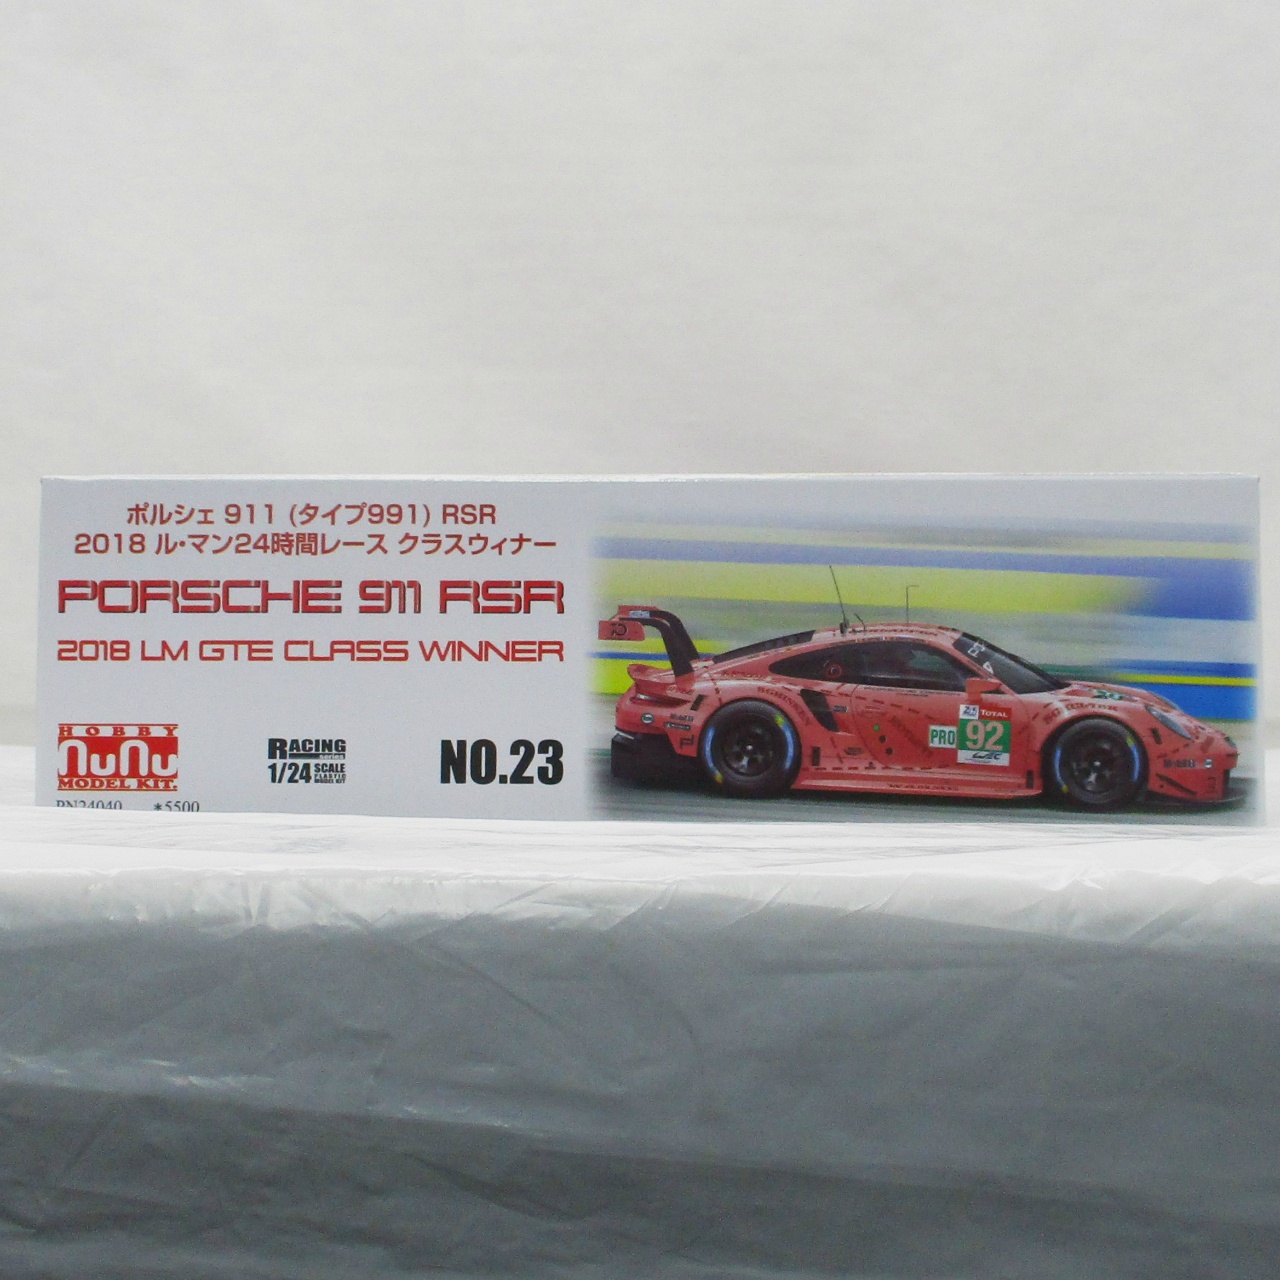 ポルシェ 911 (タイプ991) RSR
2018 ル・マン24時間レース クラスウィナー
PORSCHE 911 RSR
2018 LM GTE CLASS WINNER
HOBBY
NuNu
MODEL KIT.
RACING
series
1/24 SCALE
PLASTIC
MODEL KIT
NO.23
PN24040 *5500
TOTAL
PRO 92
WEC
Mobil 1